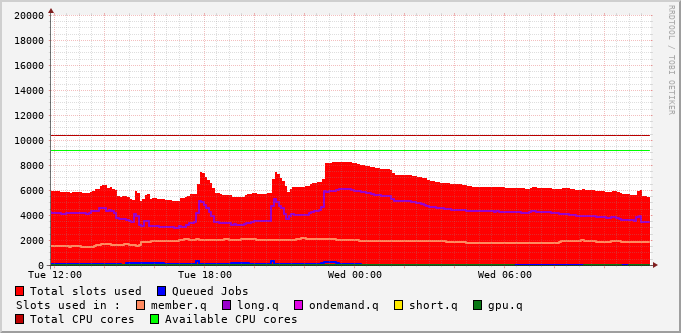 20000
18000
16000
14000
12000
10000
8000
6000
4000
2000
0
Tue 12:00 Tue 18:00 Wed 00:00 Wed 06:00
RRDTOOL / TOBI OETIKER
Total slots used Queued Jobs
Slots used in : member.q long.q ondemand.q short.q gpu.q
Total CPU cores Available CPU cores